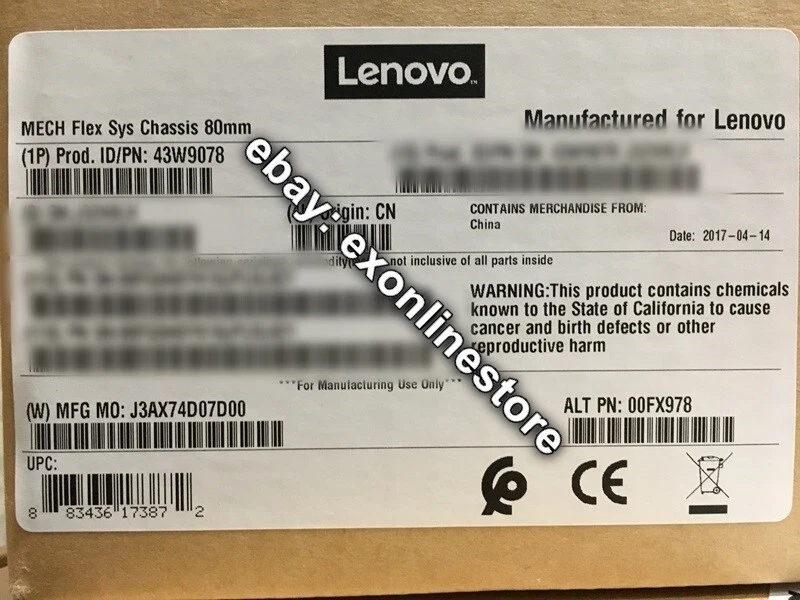 Lenovo™
MECH Flex Sys Chassis 80mm
Manufactured for Lenovo
(1P) Prod. ID/PN: 43W9078
Origin: CN
CONTAINS MERCHANDISE FROM:
China
Date: 2017-04-14
not inclusive of all parts inside
WARNING:This product contains chemicals
known to the State of California to cause
cancer and birth defects or other
reproductive harm
***For Manufacturing Use Only***
(W) MFG MO: J3AX74D07D00
ALT PN: 00FX978
UPC:
8 83436 17387 2
CE
ebay: exonlinestore